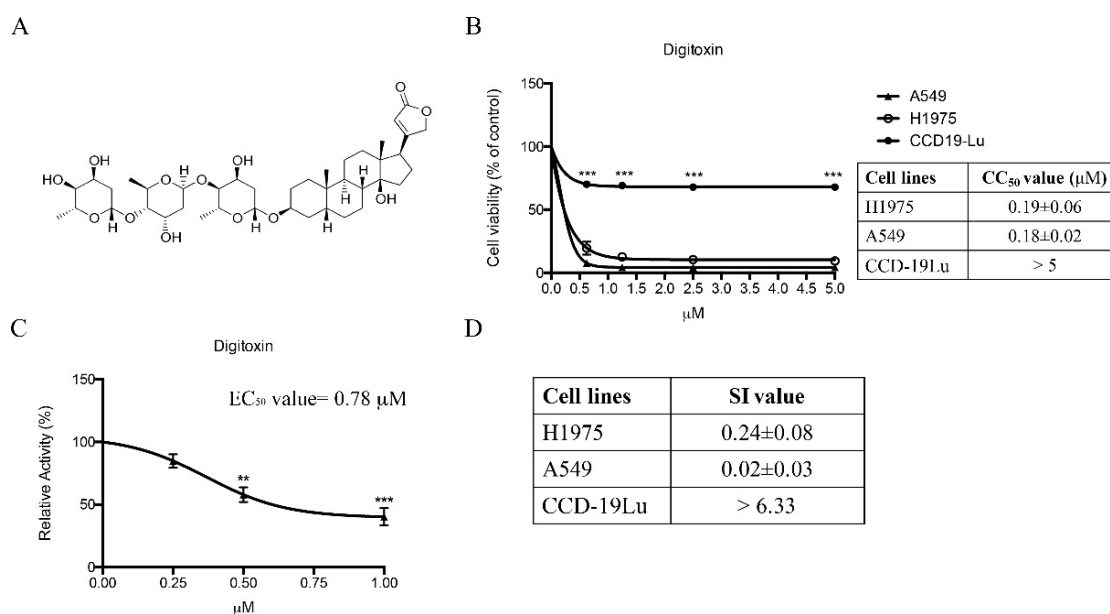 A
O
O
OH
OH
OH
HO
O
O
H
O
O
H
O
O
H
O
H
H
H
OH
OH
B
Digitoxin
Cell viability (% of control)
150
100
50
0
*** *** *** ***
0.0 0.5 1.0 1.5 2.0 2.5 3.0 3.5 4.0 4.5 5.0
μM
A549
H1975
CCD19-Lu
Cell lines CC50 value (μM)
H1975 0.19±0.06
A549 0.18±0.02
CCD-19Lu > 5
C
Digitoxin
EC50 value= 0.78 μM
Relative Activity (%)
150
100
50
0
**
***
0.00 0.25 0.50 0.75 1.00
μM
D
Cell lines SI value
H1975 0.24±0.08
A549 0.02±0.03
CCD-19Lu > 6.33